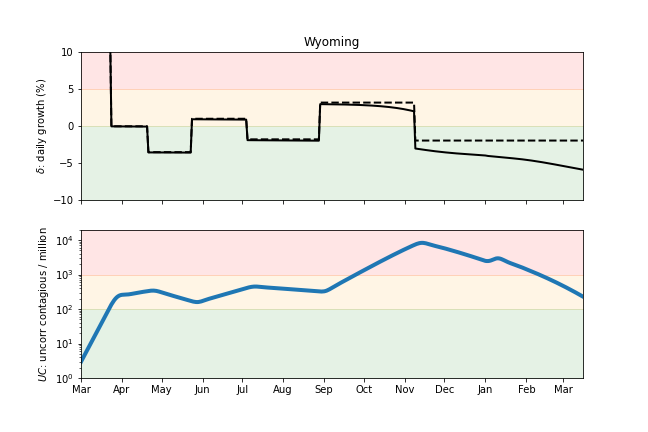 Wyoming
10
5
0
−5
−10
δ: daily growth (%)
10⁴
10³
10²
10¹
10⁰
UC: uncorr contagious / million
Mar Apr May Jun Jul Aug Sep Oct Nov Dec Jan Feb Mar